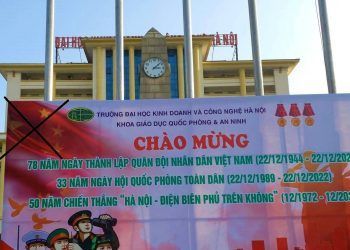 ĐẠI HỌC HÀ NỘI
TRƯỜNG ĐẠI HỌC KINH DOANH VÀ CÔNG NGHỆ HÀ NỘI
KHOA GIÁO DỤC QUỐC PHÒNG & AN NINH
CHÀO MỪNG
78 NĂM NGÀY THÀNH LẬP QUÂN ĐỘI NHÂN DÂN VIỆT NAM (22/12/1944 - 22/12/202
33 NĂM NGÀY HỘI QUỐC PHÒNG TOÀN DÂN (22/12/1989 - 22/12/2022)
50 NĂM CHIẾN THẮNG "HÀ NỘI - ĐIỆN BIÊN PHỦ TRÊN KHÔNG" (12/1972 - 12/20